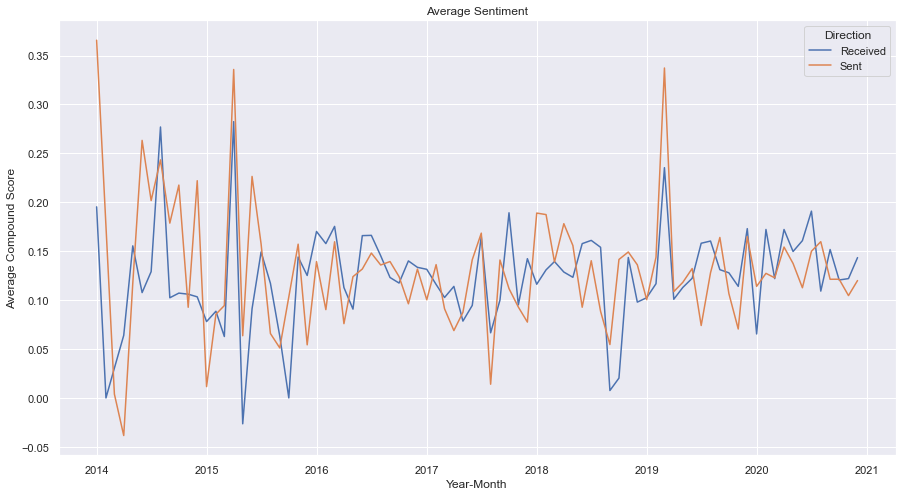 Average Sentiment
Direction
Received
Sent
0.35
0.30
0.25
0.20
0.15
0.10
0.05
0.00
−0.05
Average Compound Score
2014
2015
2016
2017
2018
2019
2020
2021
Year-Month